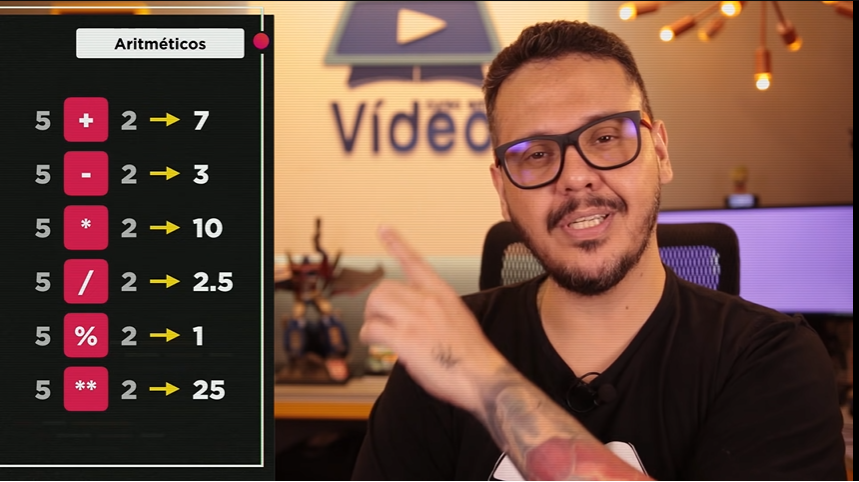 Aritméticos
5 + 2 → 7
5 - 2 → 3
5 * 2 → 10
5 / 2 → 2.5
5 % 2 → 1
5 ** 2 → 25